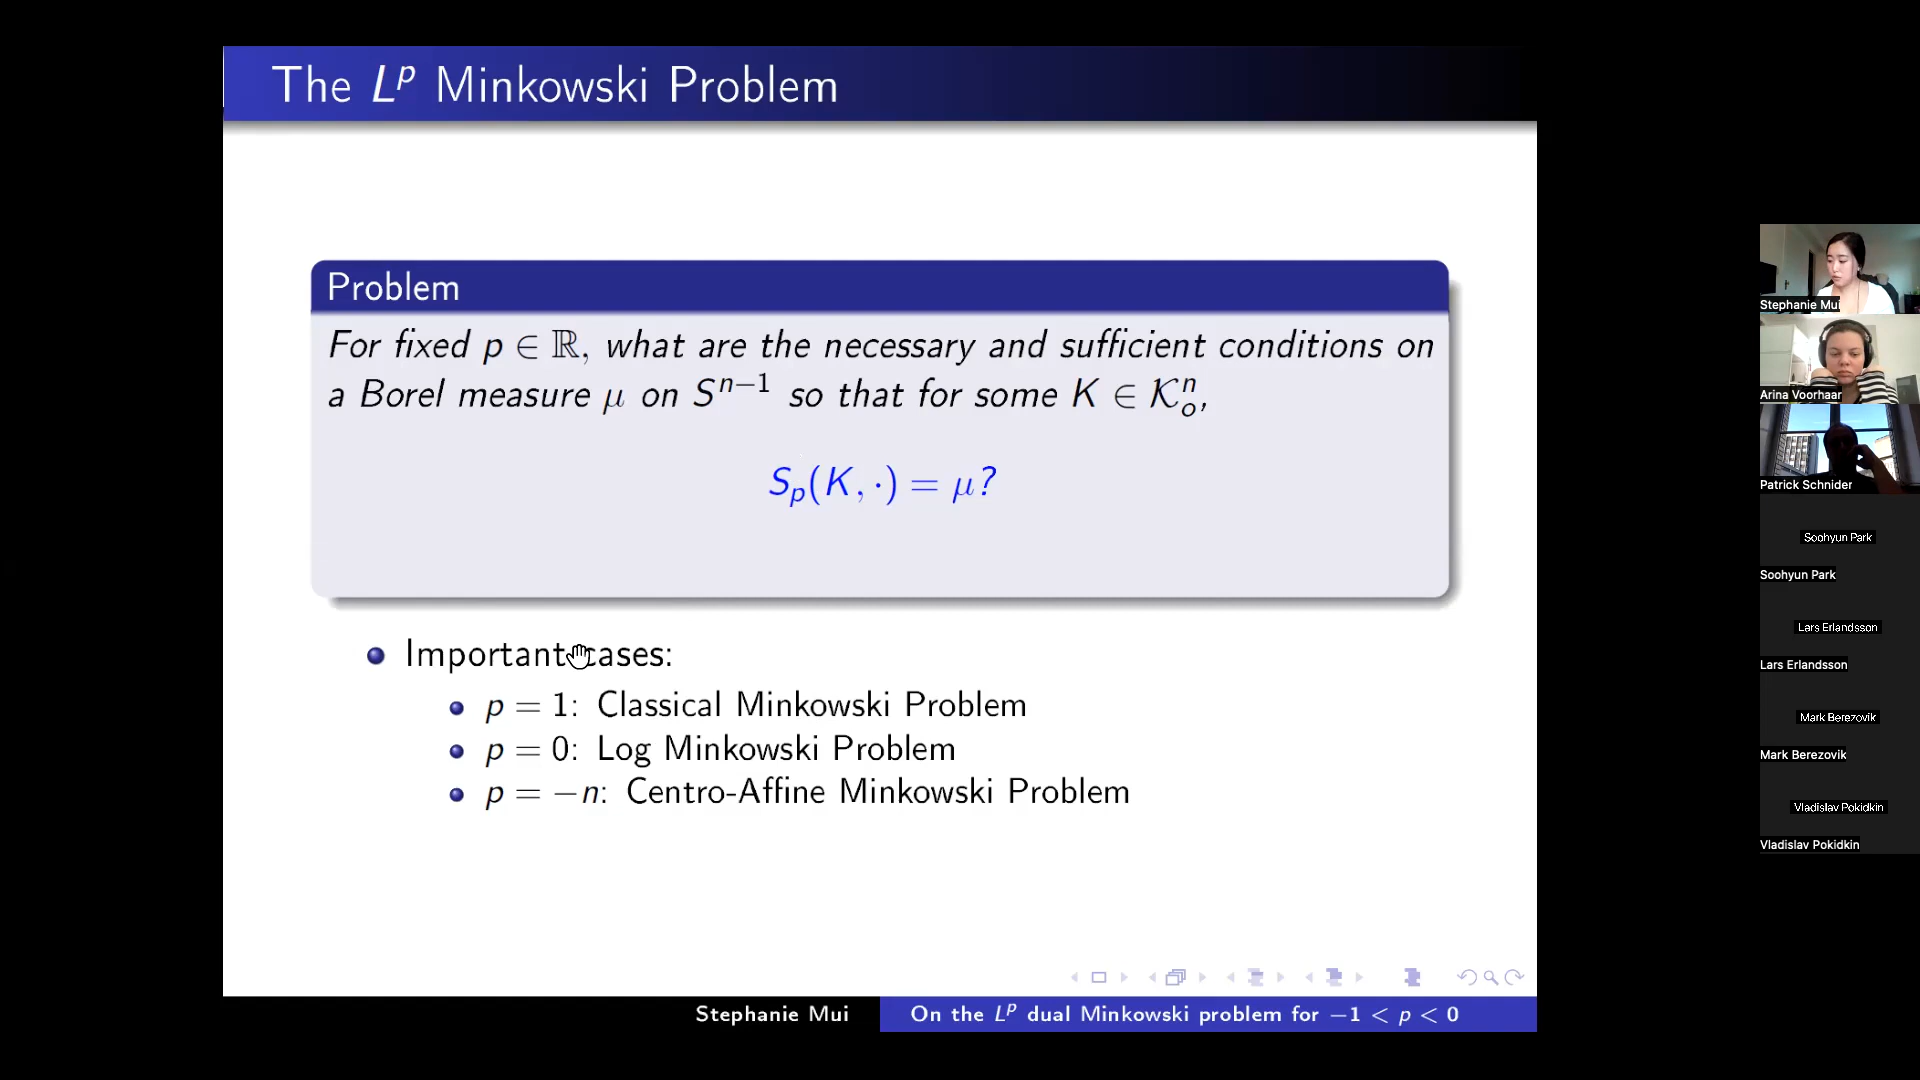 The L^p Minkowski Problem
Problem
For fixed p ∈ ℝ, what are the necessary and sufficient conditions on
a Borel measure μ on S^{n−1} so that for some K ∈ 𝒦_o^n,
S_p(K, ·) = μ?
Important cases:
p = 1: Classical Minkowski Problem
p = 0: Log Minkowski Problem
p = −n: Centro-Affine Minkowski Problem
Stephanie Mui
On the L^p dual Minkowski problem for −1 < p < 0
Stephanie Mui
Arina Voorhaar
Patrick Schnider
Soohyun Park
Soohyun Park
Lars Erlandsson
Lars Erlandsson
Mark Berezovik
Mark Berezovik
Vladislav Pokidkin
Vladislav Pokidkin